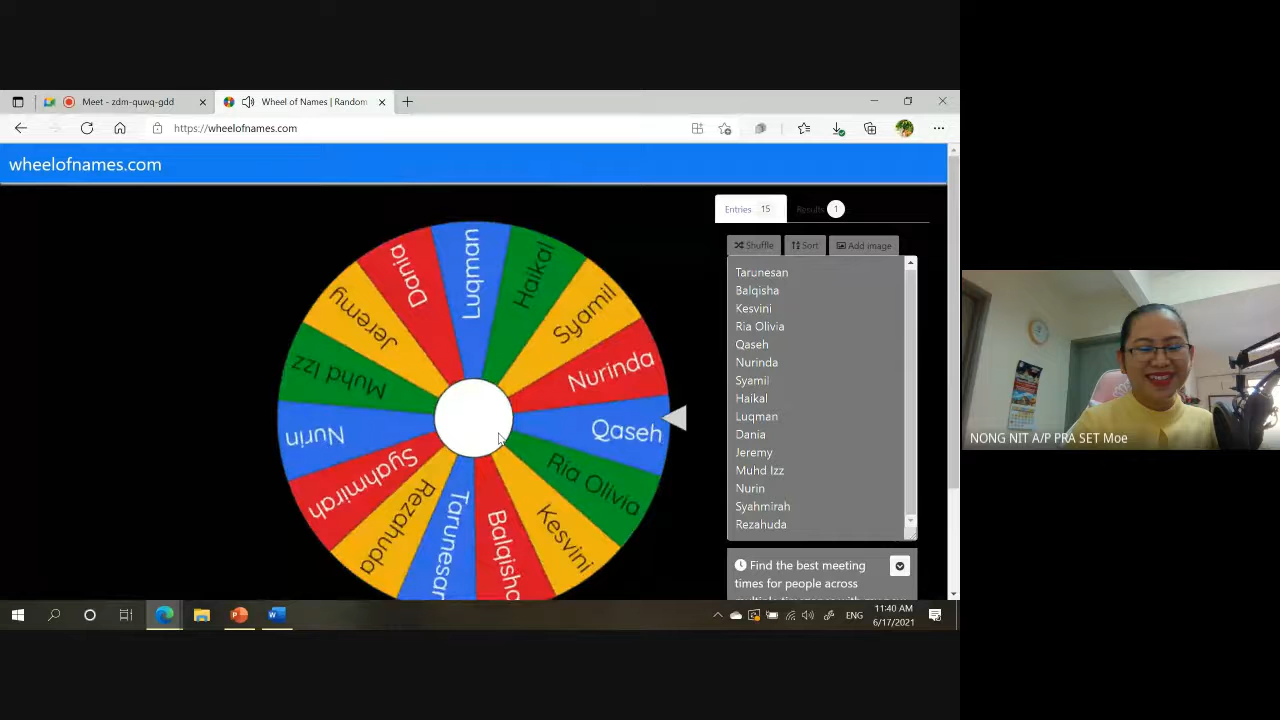 Meet - zdm-quwq-gdd
Wheel of Names | Random
https://wheelofnames.com
wheelofnames.com
Entries 15
Results 1
Shuffle
Sort
Add image
Tarunesan
Balqisha
Kesvini
Ria Olivia
Qaseh
Nurinda
Syamil
Haikal
Luqman
Dania
Jeremy
Muhd Izz
Nurin
Syahmirah
Rezahuda
Find the best meeting
times for people across
Luqman
Haikal
Syamil
Nurinda
Qaseh
Ria Olivia
Kesvini
Balqisha
Tarunesan
Rezahuda
Syahmirah
Nurin
Muhd Izz
Jeremy
Dania
ENG
11:40 AM
6/17/2021
NONG NIT A/P PRA SET Moe